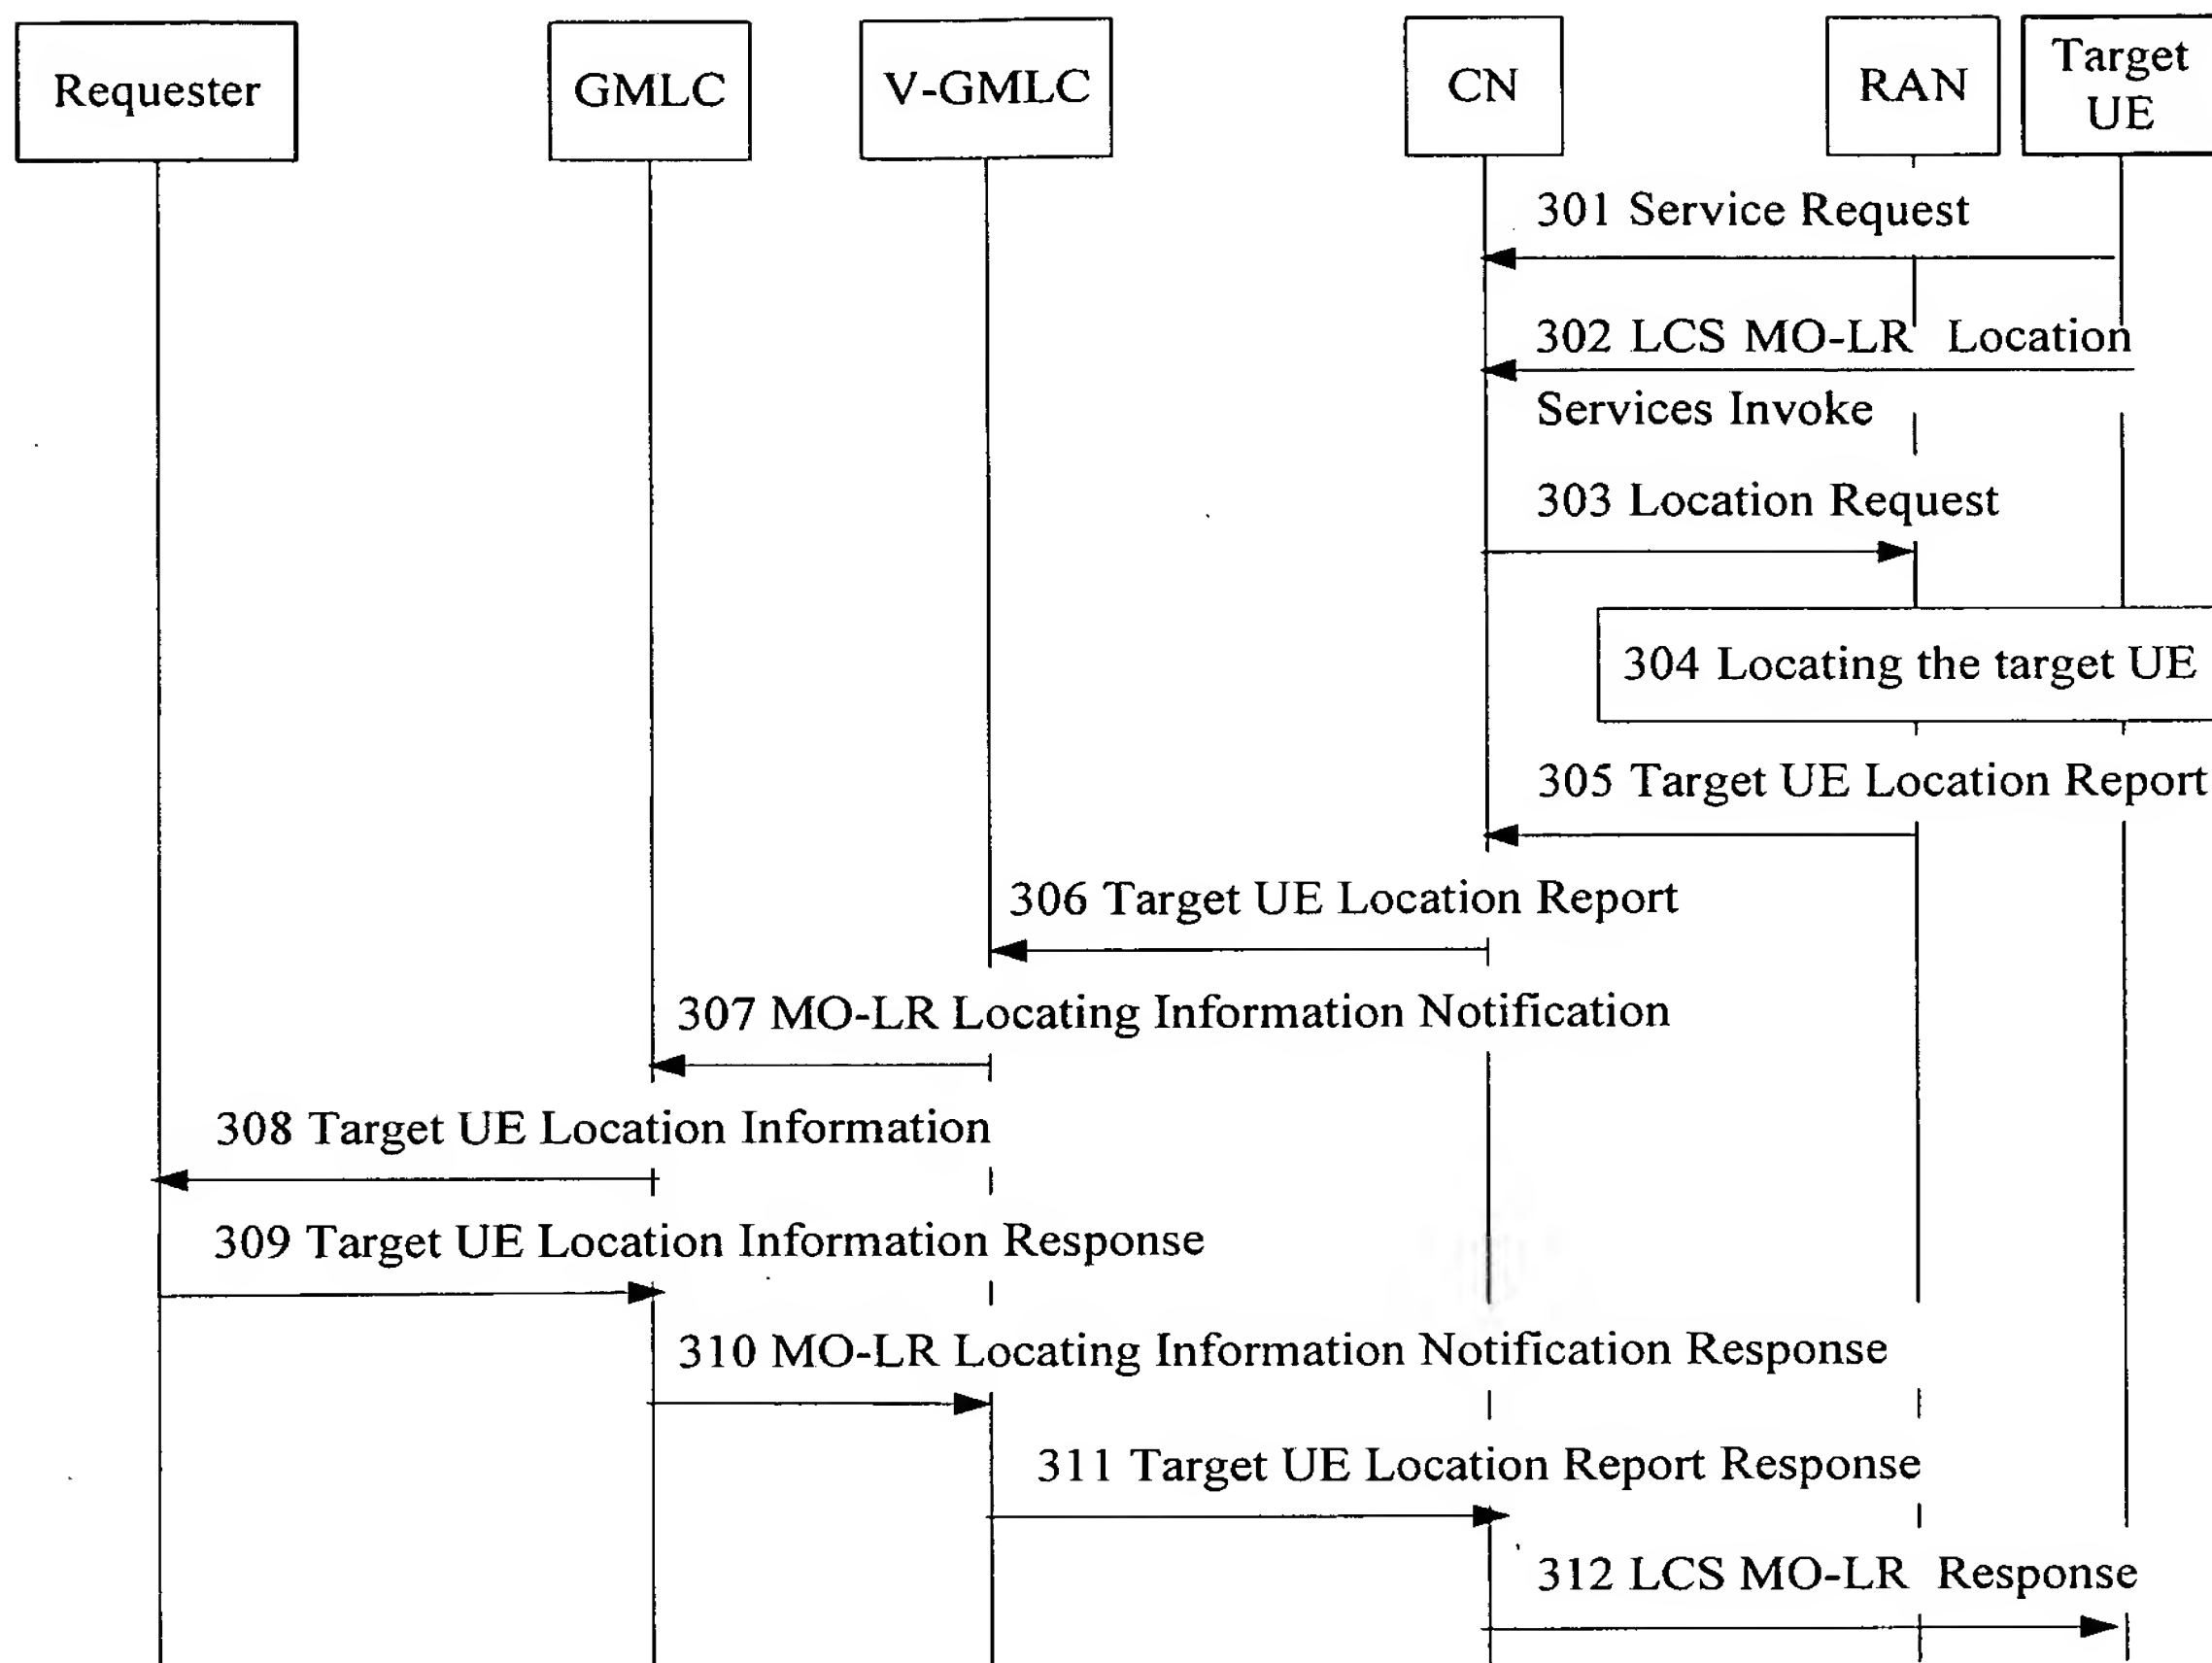 Requester
GMLC
V-GMLC
CN
RAN
Target
UE
301 Service Request
302 LCS MO-LR Location
Services Invoke
303 Location Request
304 Locating the target UE
305 Target UE Location Report
306 Target UE Location Report
307 MO-LR Locating Information Notification
308 Target UE Location Information
309 Target UE Location Information Response
310 MO-LR Locating Information Notification Response
311 Target UE Location Report Response
312 LCS MO-LR Response